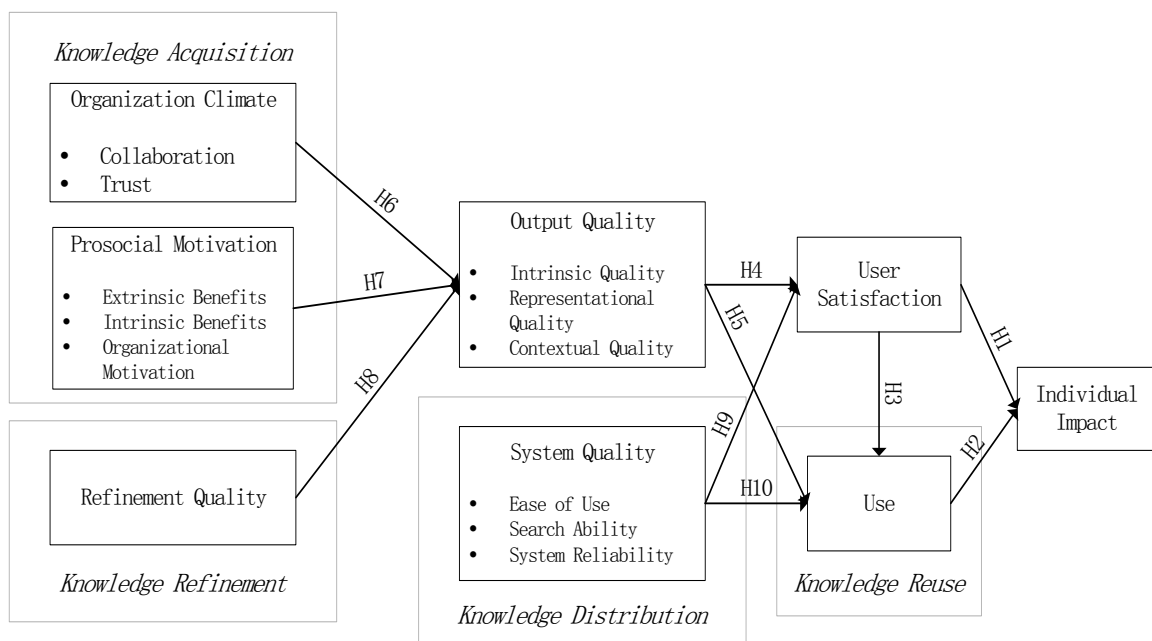 Knowledge Acquisition
Organization Climate
• Collaboration
• Trust
Prosocial Motivation
• Extrinsic Benefits
• Intrinsic Benefits
• Organizational
Motivation
Refinement Quality
Knowledge Refinement
H6
H7
H8
Output Quality
• Intrinsic Quality
• Representational
Quality
• Contextual Quality
System Quality
• Ease of Use
• Search Ability
• System Reliability
Knowledge Distribution
H4
H5
H9
H10
User
Satisfaction
H3
Use
Knowledge Reuse
H1
H2
Individual
Impact